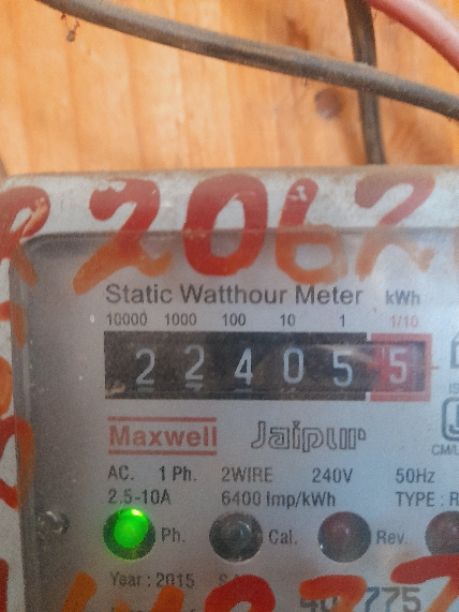 2062
Static Watthour Meter kWh
10000 1000 100 10 1 1/10
2 2 4 0 5 5
Maxwell Jaipur
AC. 1 Ph. 2WIRE 240V 50Hz
2.5-10A 6400 Imp/kWh TYPE : R
Ph. Cal. Rev.
Year : 2015
775